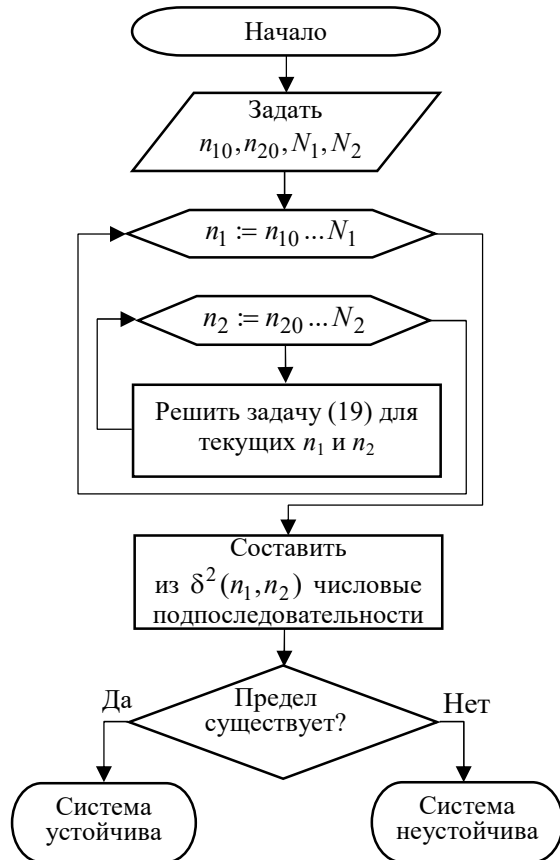 Начало
Задать
n₁₀, n₂₀, N₁, N₂
n₁ := n₁₀ ... N₁
n₂ := n₂₀ ... N₂
Решить задачу (19) для
текущих n₁ и n₂
Составить
из δ²(n₁,n₂) числовые
подпоследовательности
Да
Предел
существует?
Нет
Система
устойчива
Система
неустойчива